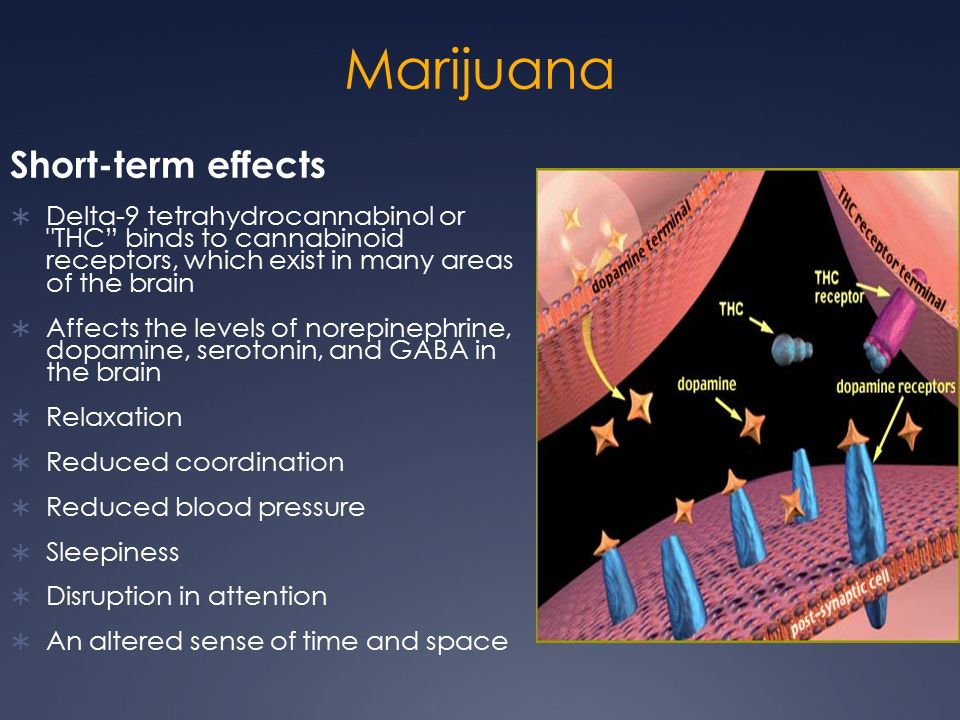 Marijuana
Short-term effects
∗ Delta-9 tetrahydrocannabinol or
"THC” binds to cannabinoid
receptors, which exist in many areas
of the brain
∗ Affects the levels of norepinephrine,
dopamine, serotonin, and GABA in
the brain
∗ Relaxation
∗ Reduced coordination
∗ Reduced blood pressure
∗ Sleepiness
∗ Disruption in attention
∗ An altered sense of time and space
dopamine terminal
THC receptor terminal
THC
THC
receptor
dopamine
dopamine receptors
post-synaptic cell